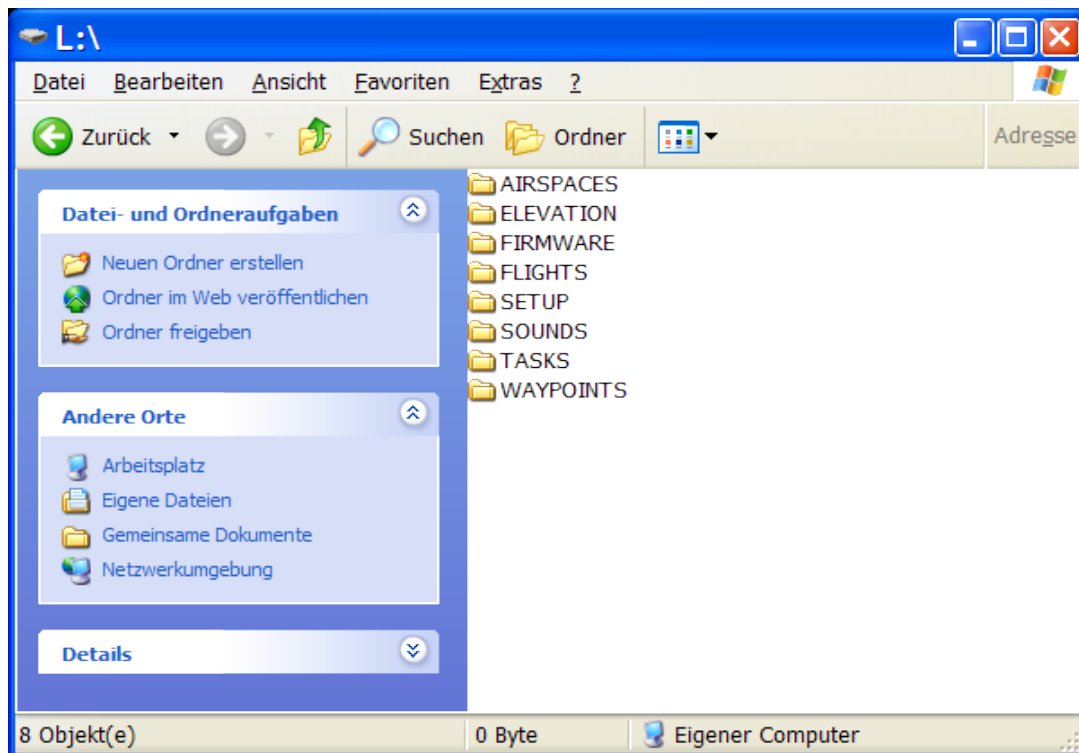 L:\
Datei Bearbeiten Ansicht Favoriten Extras ?
Zurück Suchen Ordner Adresse
Datei- und Ordneraufgaben
Neuen Ordner erstellen
Ordner im Web veröffentlichen
Ordner freigeben
Andere Orte
Arbeitsplatz
Eigene Dateien
Gemeinsame Dokumente
Netzwerkumgebung
Details
AIRSPACES
ELEVATION
FIRMWARE
FLIGHTS
SETUP
SOUNDS
TASKS
WAYPOINTS
8 Objekt(e) 0 Byte Eigener Computer